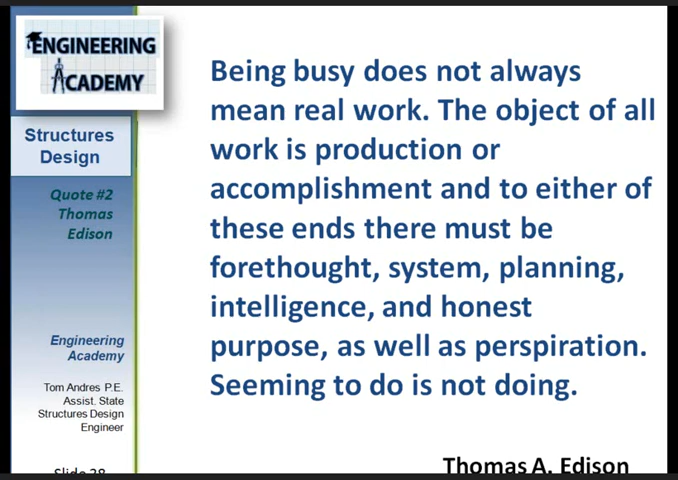 ENGINEERING
ACADEMY
Structures
Design
Quote #2
Thomas
Edison
Engineering
Academy
Tom Andres P.E.
Assist. State
Structures Design
Engineer
Slide 28
Being busy does not always
mean real work. The object of all
work is production or
accomplishment and to either of
these ends there must be
forethought, system, planning,
intelligence, and honest
purpose, as well as perspiration.
Seeming to do is not doing.
Thomas A. Edison